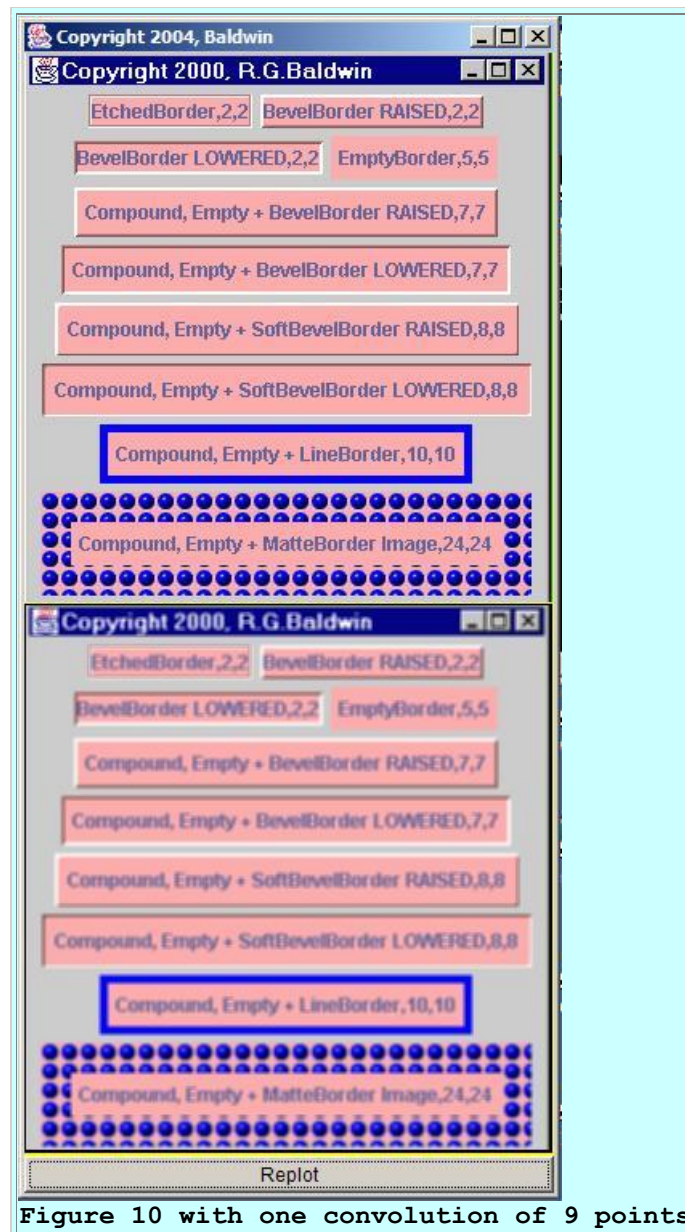 Copyright 2004, Baldwin
Copyright 2000, R.G.Baldwin
EtchedBorder,2,2 BevelBorder RAISED,2,2
BevelBorder LOWERED,2,2 EmptyBorder,5,5
Compound, Empty + BevelBorder RAISED,7,7
Compound, Empty + BevelBorder LOWERED,7,7
Compound, Empty + SoftBevelBorder RAISED,8,8
Compound, Empty + SoftBevelBorder LOWERED,8,8
Compound, Empty + LineBorder,10,10
Compound, Empty + MatteBorder Image,24,24
Copyright 2000, R.G.Baldwin
EtchedBorder,2,2 BevelBorder RAISED,2,2
BevelBorder LOWERED,2,2 EmptyBorder,5,5
Compound, Empty + BevelBorder RAISED,7,7
Compound, Empty + BevelBorder LOWERED,7,7
Compound, Empty + SoftBevelBorder RAISED,8,8
Compound, Empty + SoftBevelBorder LOWERED,8,8
Compound, Empty + LineBorder,10,10
Compound, Empty + MatteBorder Image,24,24
Replot
Figure 10 with one convolution of 9 points